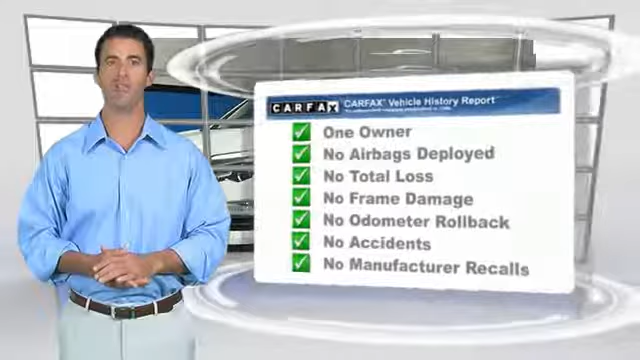 CARFAX CARFAX Vehicle History Report
One Owner
No Airbags Deployed
No Total Loss
No Frame Damage
No Odometer Rollback
No Accidents
No Manufacturer Recalls